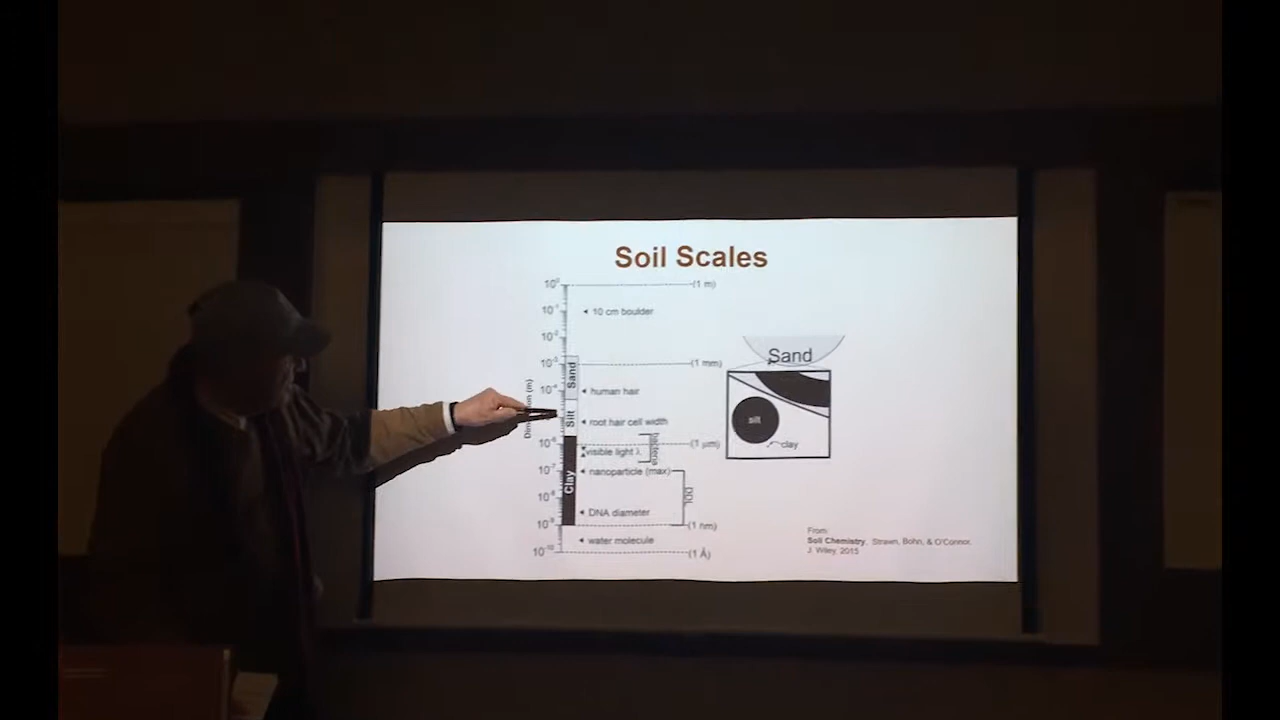 Soil Scales
10⁰
(1 m)
10⁻¹
10 cm boulder
10⁻²
10⁻³
(1 mm)
Sand
10⁻⁴
human hair
Silt
root hair cell width
10⁻⁶
(1 μm)
bacteria
visible light λ
10⁻⁷
nanoparticle (max)
Clay
10⁻⁸
DDL
DNA diameter
10⁻⁹
(1 nm)
water molecule
10⁻¹⁰
(1 Å)
Sand
silt
clay
From:
Soil Chemistry, Strawn, Bohn, & O'Connor,
J. Wiley, 2015